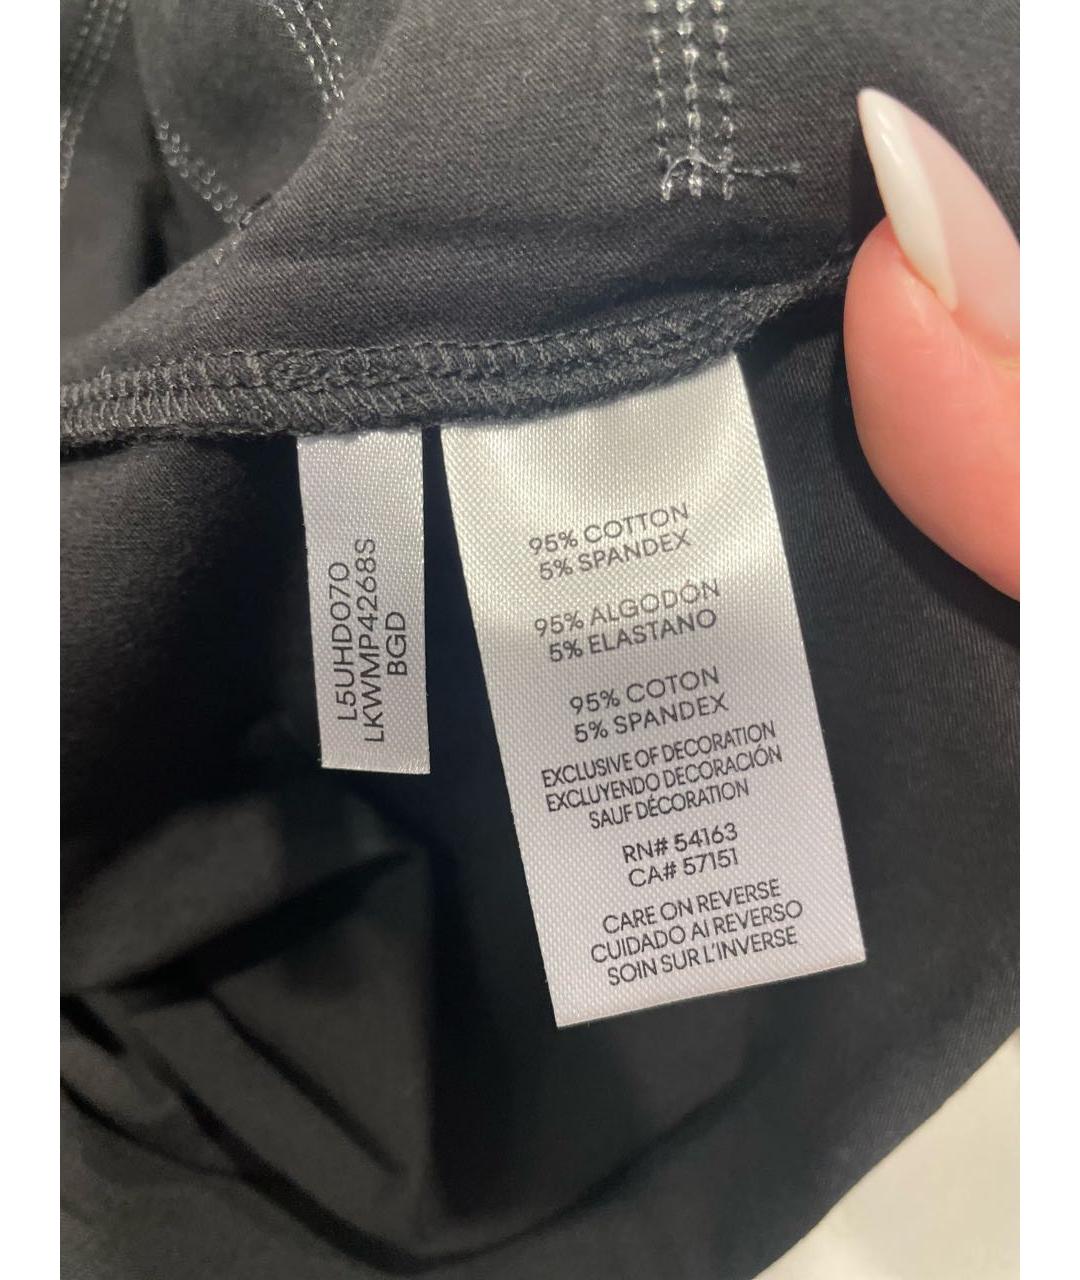 L5UHD070
LKWMP4268S
BGD
95% COTTON
5% SPANDEX
95% ALGODÓN
5% ELASTANO
95% COTON
5% SPANDEX
EXCLUSIVE OF DECORATION
EXCLUYENDO DECORACIÓN
SAUF DÉCORATION
RN# 54163
CA# 57151
CARE ON REVERSE
CUIDADO AI REVERSO
SOIN SUR L'INVERSE